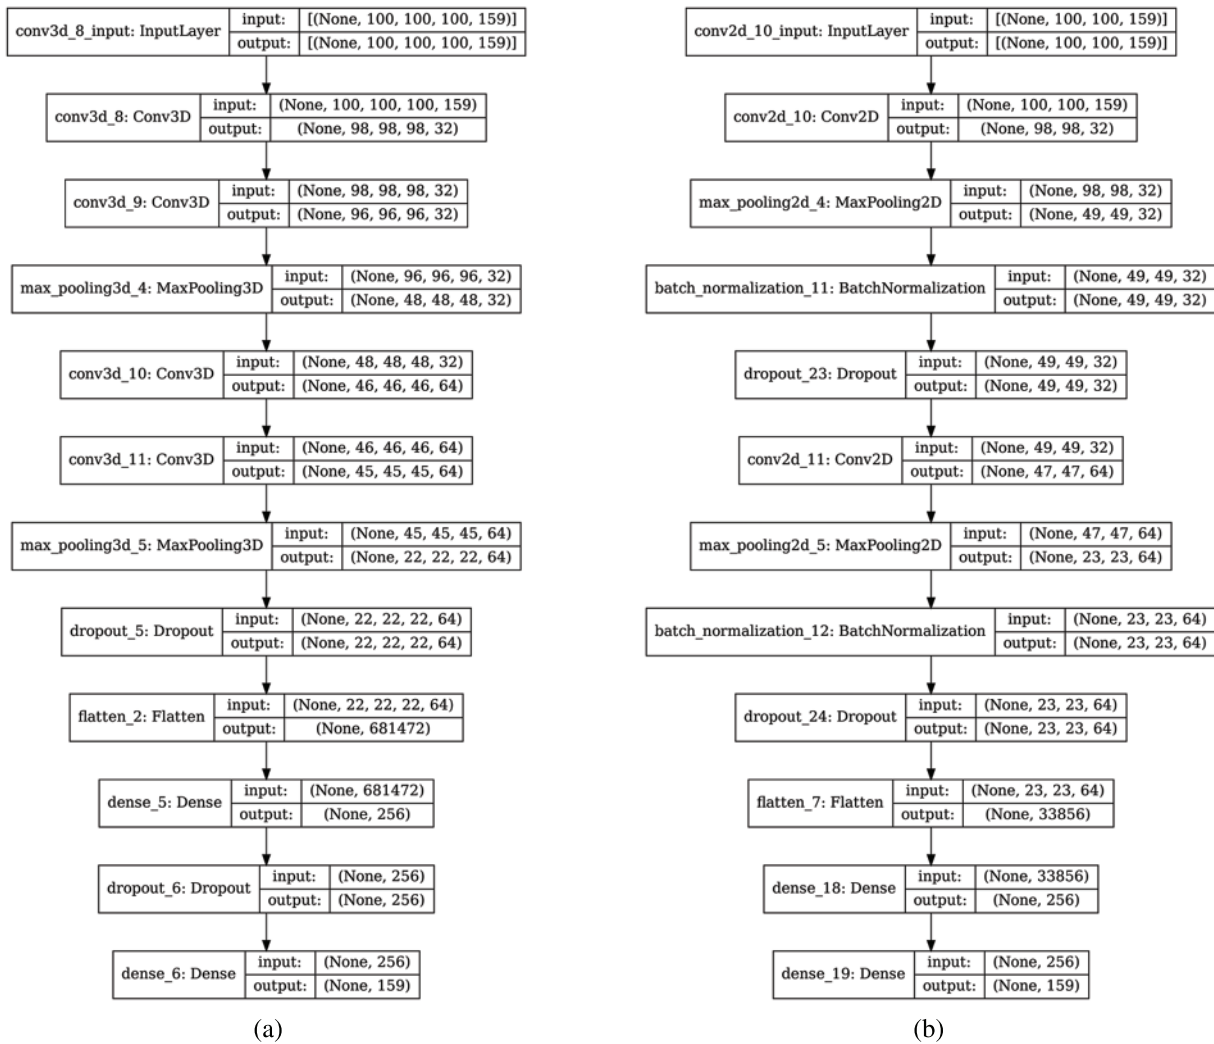 conv3d_8_input: InputLayer
input:
[(None, 100, 100, 100, 159)]
output:
[(None, 100, 100, 100, 159)]
conv3d_8: Conv3D
input:
(None, 100, 100, 100, 159)
output:
(None, 98, 98, 98, 32)
conv3d_9: Conv3D
input:
(None, 98, 98, 98, 32)
output:
(None, 96, 96, 96, 32)
max_pooling3d_4: MaxPooling3D
input:
(None, 96, 96, 96, 32)
output:
(None, 48, 48, 48, 32)
conv3d_10: Conv3D
input:
(None, 48, 48, 48, 32)
output:
(None, 46, 46, 46, 64)
conv3d_11: Conv3D
input:
(None, 46, 46, 46, 64)
output:
(None, 45, 45, 45, 64)
max_pooling3d_5: MaxPooling3D
input:
(None, 45, 45, 45, 64)
output:
(None, 22, 22, 22, 64)
dropout_5: Dropout
input:
(None, 22, 22, 22, 64)
output:
(None, 22, 22, 22, 64)
flatten_2: Flatten
input:
(None, 22, 22, 22, 64)
output:
(None, 681472)
dense_5: Dense
input:
(None, 681472)
output:
(None, 256)
dropout_6: Dropout
input:
(None, 256)
output:
(None, 256)
dense_6: Dense
input:
(None, 256)
output:
(None, 159)
(a)
conv2d_10_input: InputLayer
input:
[(None, 100, 100, 159)]
output:
[(None, 100, 100, 159)]
conv2d_10: Conv2D
input:
(None, 100, 100, 159)
output:
(None, 98, 98, 32)
max_pooling2d_4: MaxPooling2D
input:
(None, 98, 98, 32)
output:
(None, 49, 49, 32)
batch_normalization_11: BatchNormalization
input:
(None, 49, 49, 32)
output:
(None, 49, 49, 32)
dropout_23: Dropout
input:
(None, 49, 49, 32)
output:
(None, 49, 49, 32)
conv2d_11: Conv2D
input:
(None, 49, 49, 32)
output:
(None, 47, 47, 64)
max_pooling2d_5: MaxPooling2D
input:
(None, 47, 47, 64)
output:
(None, 23, 23, 64)
batch_normalization_12: BatchNormalization
input:
(None, 23, 23, 64)
output:
(None, 23, 23, 64)
dropout_24: Dropout
input:
(None, 23, 23, 64)
output:
(None, 23, 23, 64)
flatten_7: Flatten
input:
(None, 23, 23, 64)
output:
(None, 33856)
dense_18: Dense
input:
(None, 33856)
output:
(None, 256)
dense_19: Dense
input:
(None, 256)
output:
(None, 159)
(b)